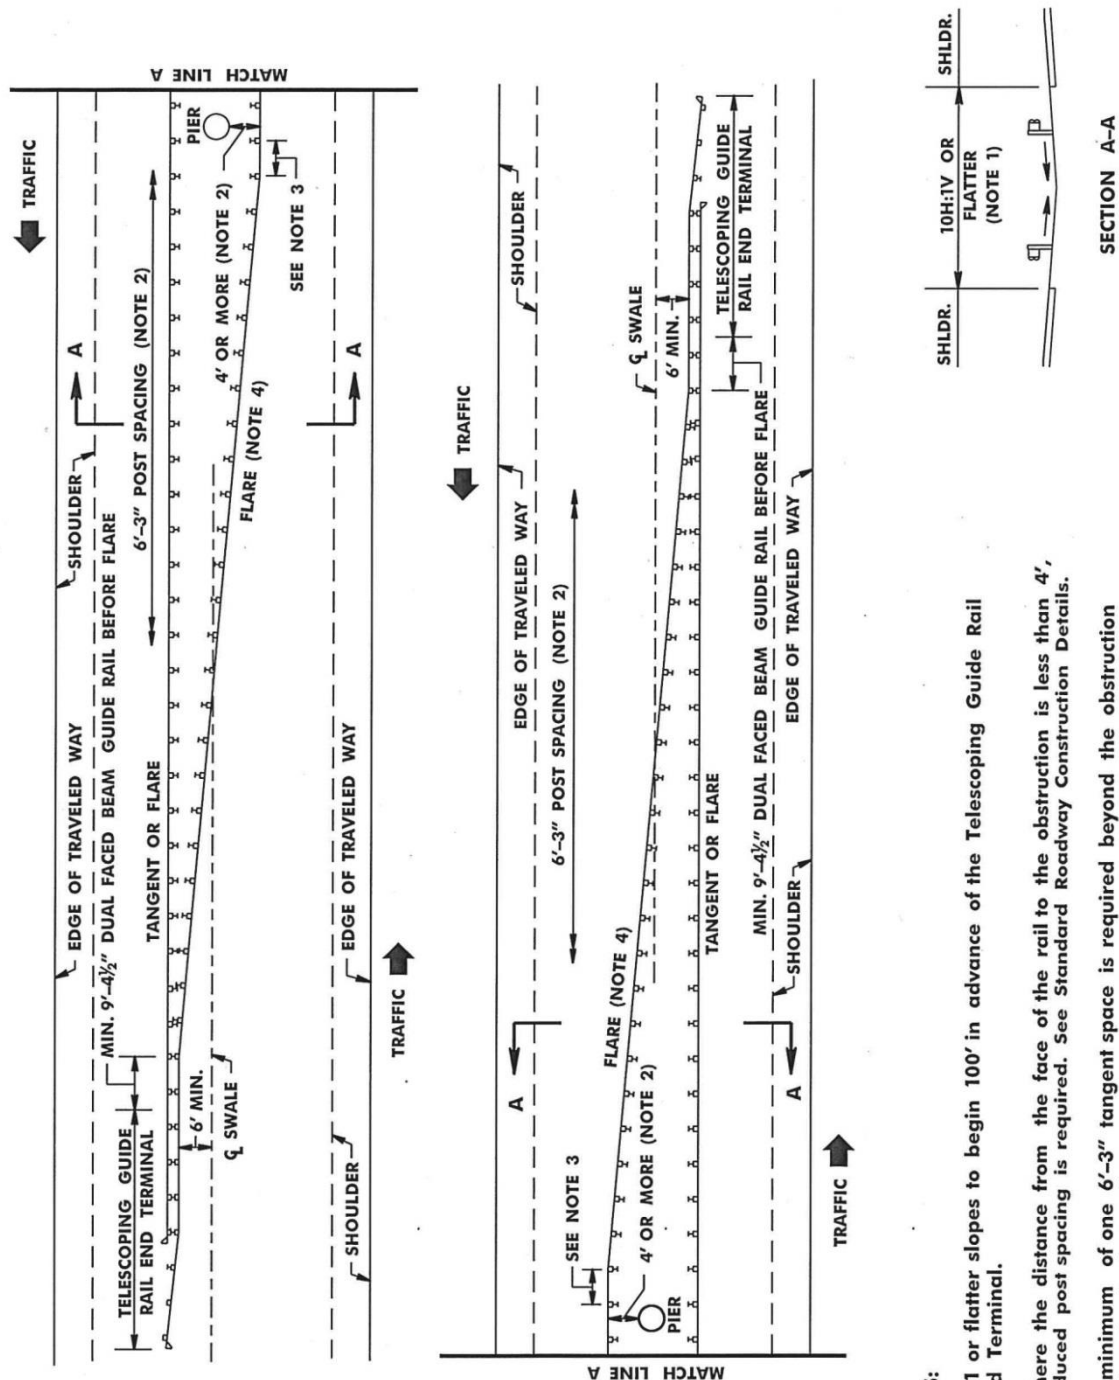 MATCH LINE A
TRAFFIC
PIER
4' OR MORE (NOTE 2)
SEE NOTE 3
6'-3" POST SPACING (NOTE 2)
A
A
FLARE (NOTE 4)
SHOULDER
EDGE OF TRAVELED WAY
MIN. 9'-4½" DUAL FACED BEAM GUIDE RAIL BEFORE FLARE
TANGENT OR FLARE
EDGE OF TRAVELED WAY
TRAFFIC
6' MIN.
℄ SWALE
TELESCOPING GUIDE
RAIL END TERMINAL
SHOULDER
SHOULDER
TRAFFIC
EDGE OF TRAVELED WAY
℄ SWALE
6' MIN.
TELESCOPING GUIDE
RAIL END TERMINAL
6'-3" POST SPACING (NOTE 2)
MIN. 9'-4½" DUAL FACED BEAM GUIDE RAIL BEFORE FLARE
EDGE OF TRAVELED WAY
TANGENT OR FLARE
SHOULDER
FLARE (NOTE 4)
A
A
4' OR MORE (NOTE 2)
SEE NOTE 3
PIER
TRAFFIC
MATCH LINE A
SHLDR.
10H:1V OR
FLATTER
(NOTE 1)
SHLDR.
SECTION A-A
1 or flatter slopes to begin 100' in advance of the Telescoping Guide Rail
d Terminal.
here the distance from the face of the rail to the obstruction is less than 4',
duced post spacing is required. See Standard Roadway Construction Details.
minimum of one 6'-3" tangent space is required beyond the obstruction